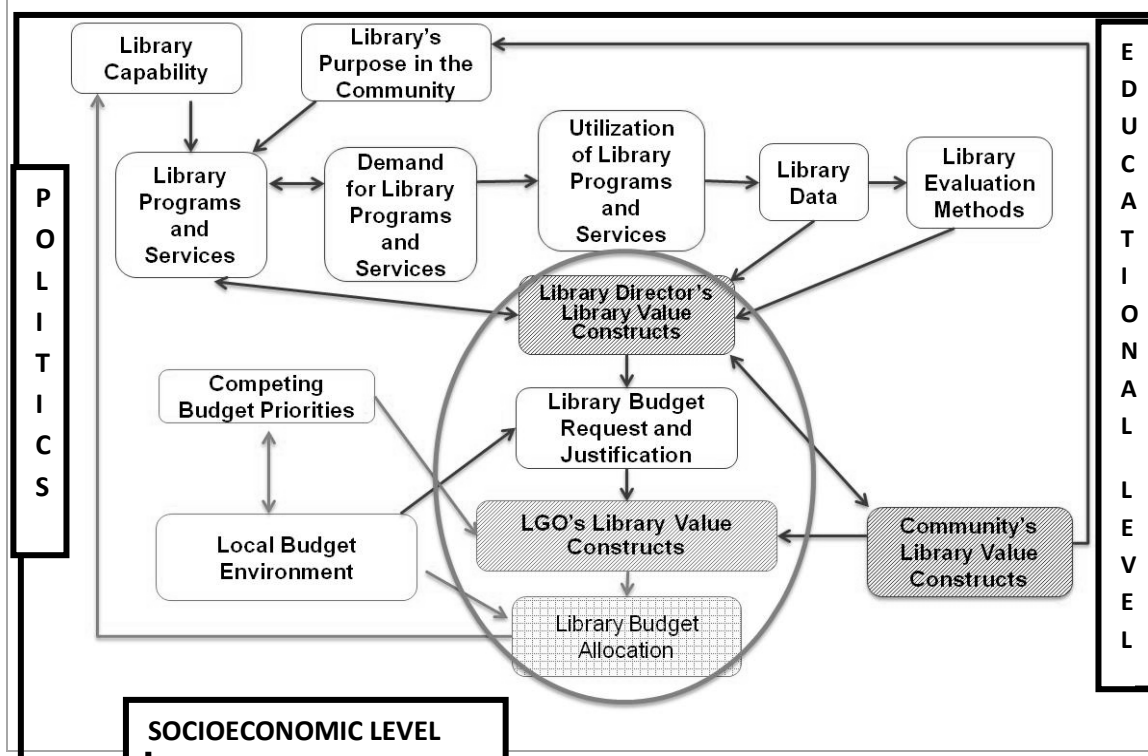 Library
Capability
Library's
Purpose in the
Community
Library
Programs
and
Services
Demand
for Library
Programs
and
Services
Utilization
of Library
Programs
and
Services
Library
Data
Library
Evaluation
Methods
Library Director's
Library Value
Constructs
Competing
Budget Priorities
Library Budget
Request and
Justification
Local Budget
Environment
LGO's Library Value
Constructs
Community's
Library Value
Constructs
Library Budget
Allocation
P
O
L
I
T
I
C
S
E
D
U
C
A
T
I
O
N
A
L
L
E
V
E
L
SOCIOECONOMIC LEVEL